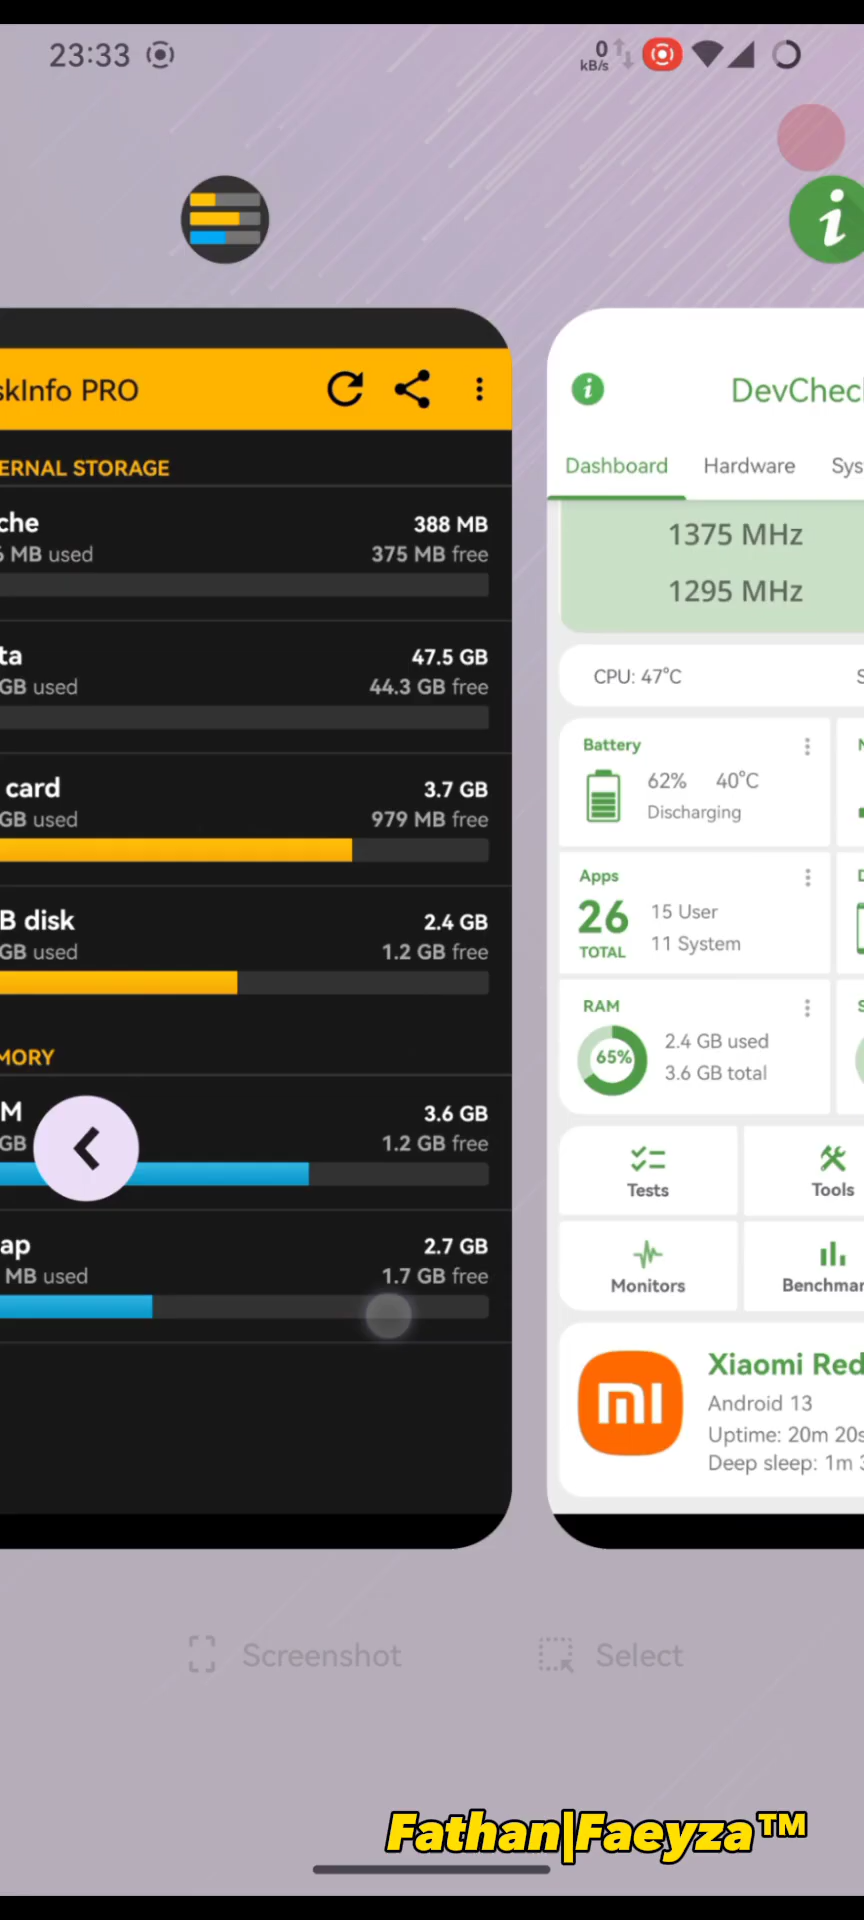 23:33
0
kB/s
skInfo PRO
ERNAL STORAGE
che
388 MB
6 MB used
375 MB free
ta
47.5 GB
GB used
44.3 GB free
card
3.7 GB
GB used
979 MB free
B disk
2.4 GB
GB used
1.2 GB free
MORY
M
3.6 GB
GB
1.2 GB free
ap
2.7 GB
MB used
1.7 GB free
DevChec
Dashboard
Hardware
Sys
1375 MHz
1295 MHz
CPU: 47°C
S
Battery
62%
40°C
Discharging
Apps
26
TOTAL
15 User
11 System
RAM
65%
2.4 GB used
3.6 GB total
Tests
Tools
Monitors
Benchmar
Xiaomi Red
Android 13
Uptime: 20m 20s
Deep sleep: 1m 3
Screenshot
Select
Fathan|Faeyza™